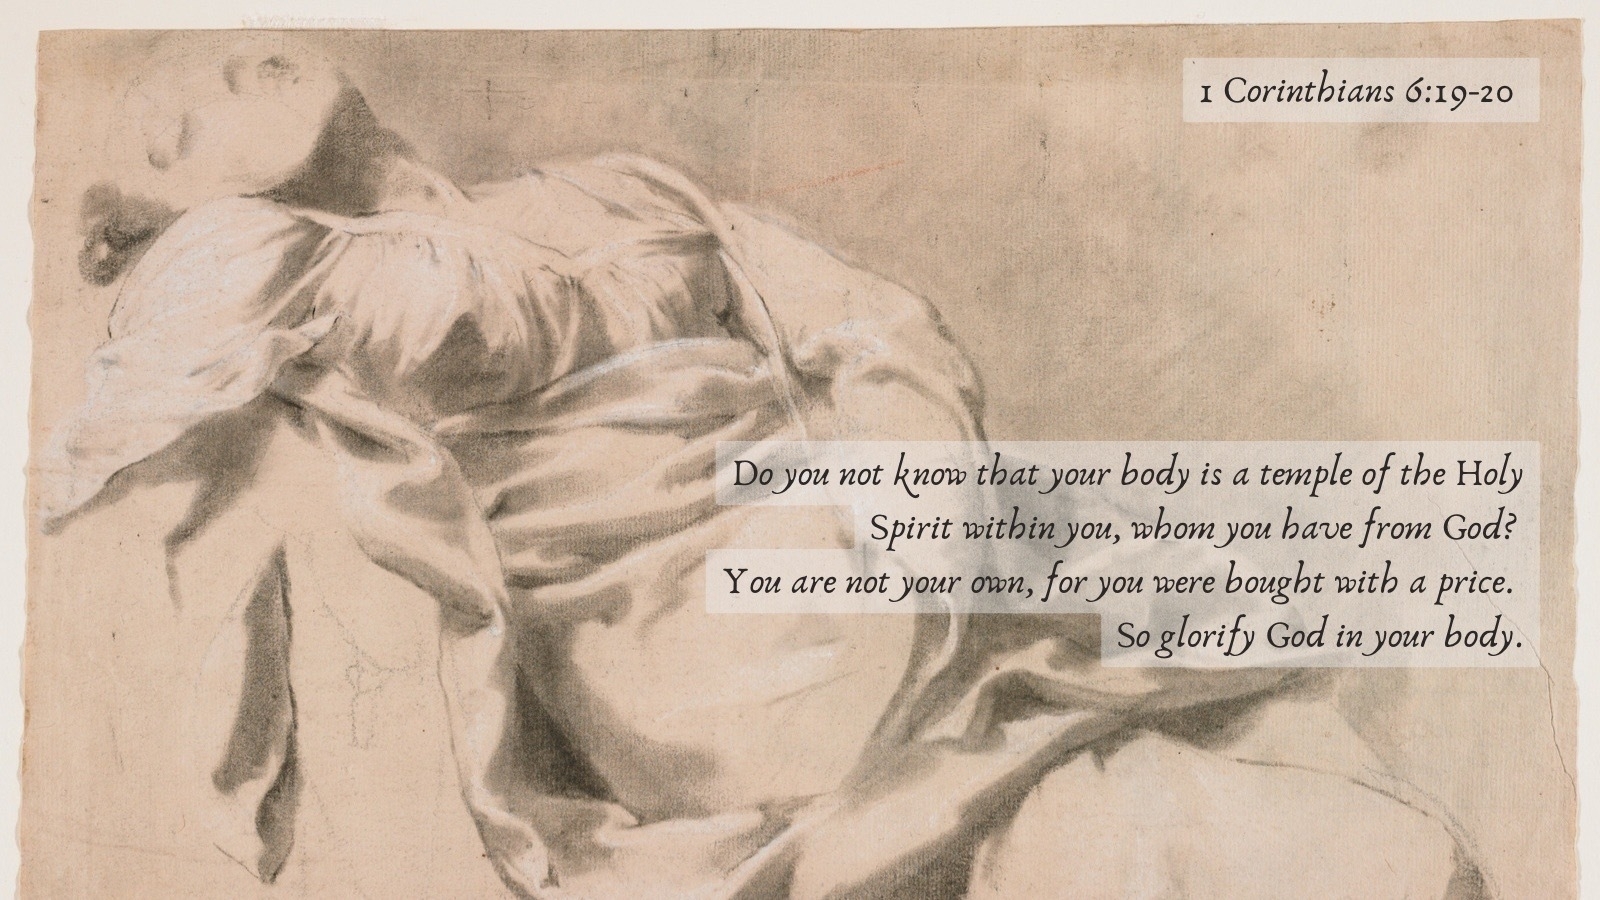 1 Corinthians 6:19-20
Do you not know that your body is a temple of the Holy
Spirit within you, whom you have from God?
You are not your own, for you were bought with a price.
So glorify God in your body.